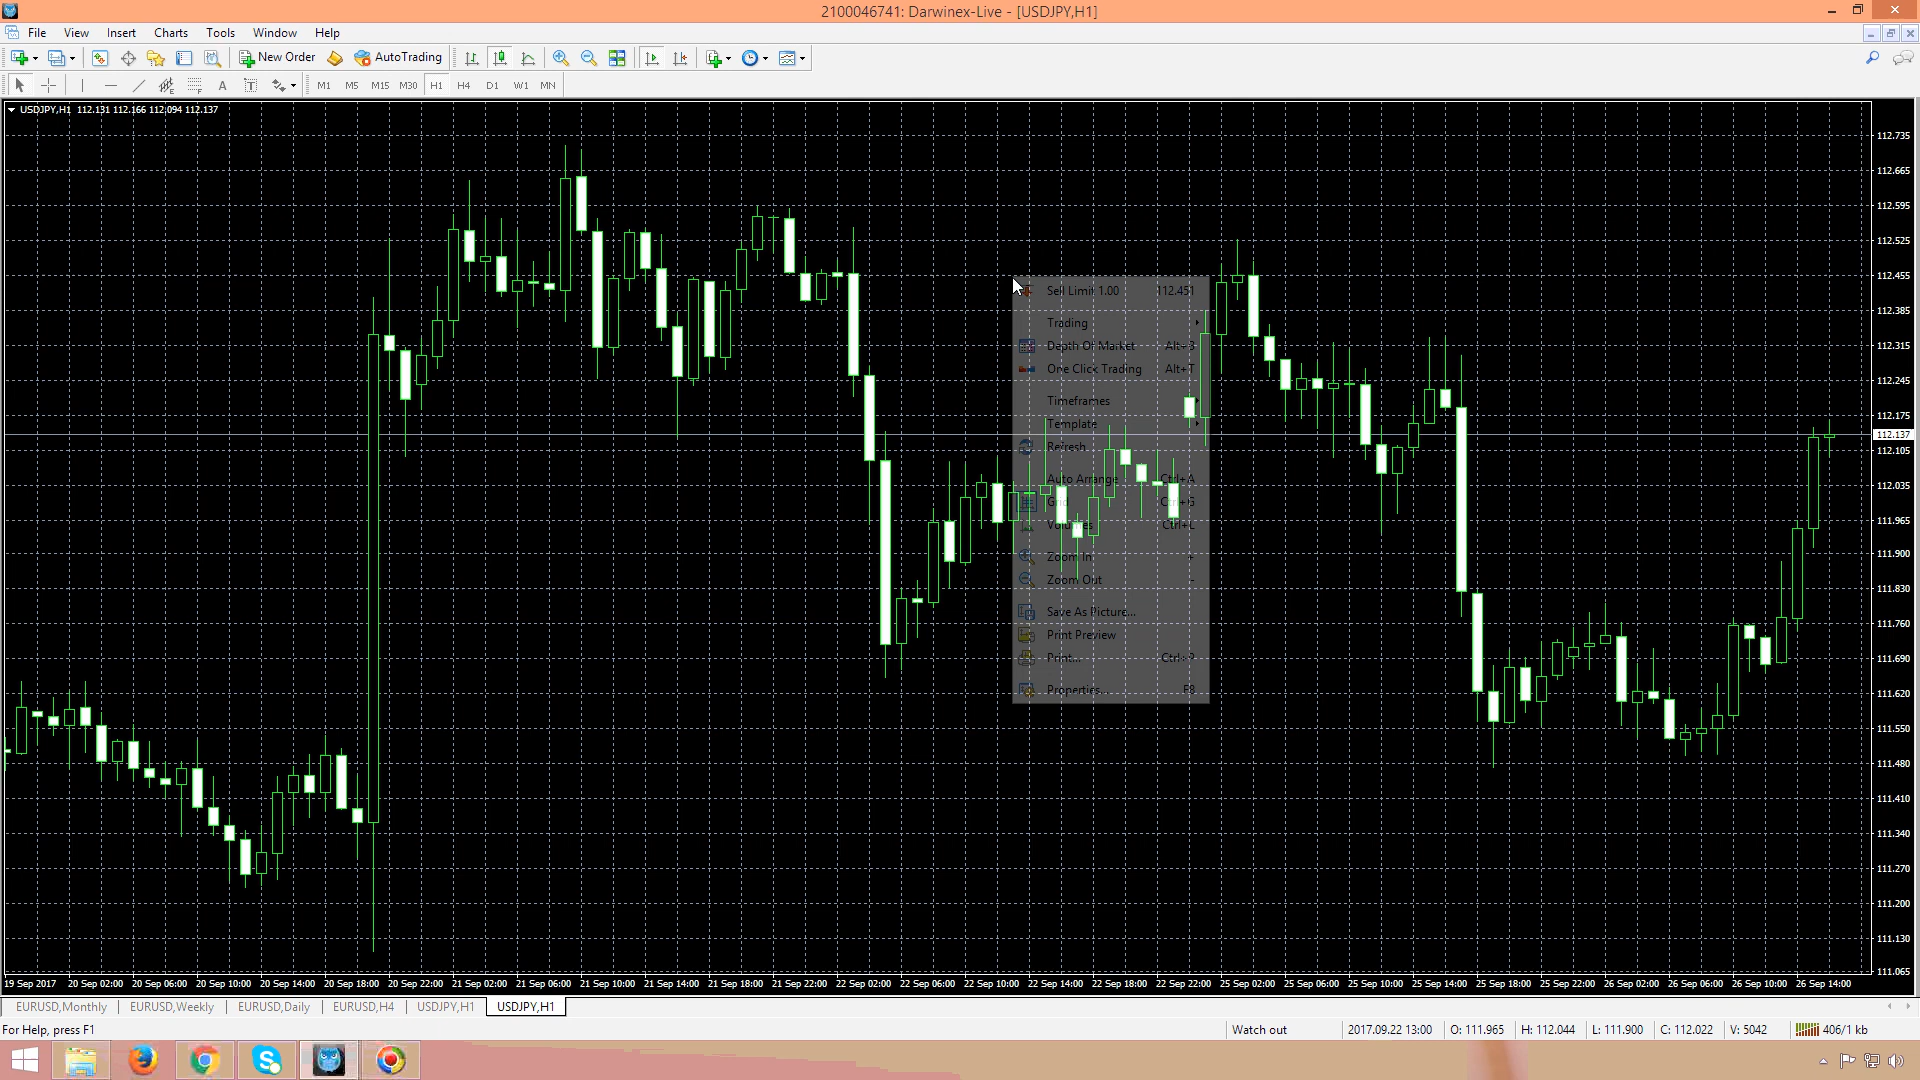 2100046741: Darwinex-Live - [USDJPY,H1]
File View Insert Charts Tools Window Help
New Order AutoTrading
A T M1 M5 M15 M30 H1 H4 D1 W1 MN
USDJPY,H1 112.131 112.166 112.094 112.137
112.735
112.665
112.595
112.525
112.455
112.385
112.315
112.245
112.175
112.137
112.105
112.035
111.965
111.900
111.830
111.760
111.690
111.620
111.550
111.480
111.410
111.340
111.270
111.200
111.130
111.065
Sell Limit 1.00 112.451
Trading
Depth Of Market Alt+B
One Click Trading Alt+T
Timeframes
Template
Refresh
Auto Arrange Ctrl+A
Grid Ctrl+G
Volumes Ctrl+L
Zoom In +
Zoom Out -
Save As Picture...
Print Preview
Print... Ctrl+P
Properties... F8
19 Sep 2017 20 Sep 02:00 20 Sep 06:00 20 Sep 10:00 20 Sep 14:00 20 Sep 18:00 20 Sep 22:00 21 Sep 02:00 21 Sep 06:00 21 Sep 10:00 21 Sep 14:00 21 Sep 18:00 21 Sep 22:00 22 Sep 02:00 22 Sep 06:00 22 Sep 10:00 22 Sep 14:00 22 Sep 18:00 22 Sep 22:00 25 Sep 02:00 25 Sep 06:00 25 Sep 10:00 25 Sep 14:00 25 Sep 18:00 25 Sep 22:00 26 Sep 02:00 26 Sep 06:00 26 Sep 10:00 26 Sep 14:00
EURUSD,Monthly EURUSD,Weekly EURUSD,Daily EURUSD,H4 USDJPY,H1 USDJPY,H1
For Help, press F1 Watch out 2017.09.22 13:00 O: 111.965 H: 112.044 L: 111.900 C: 112.022 V: 5042 406/1 kb